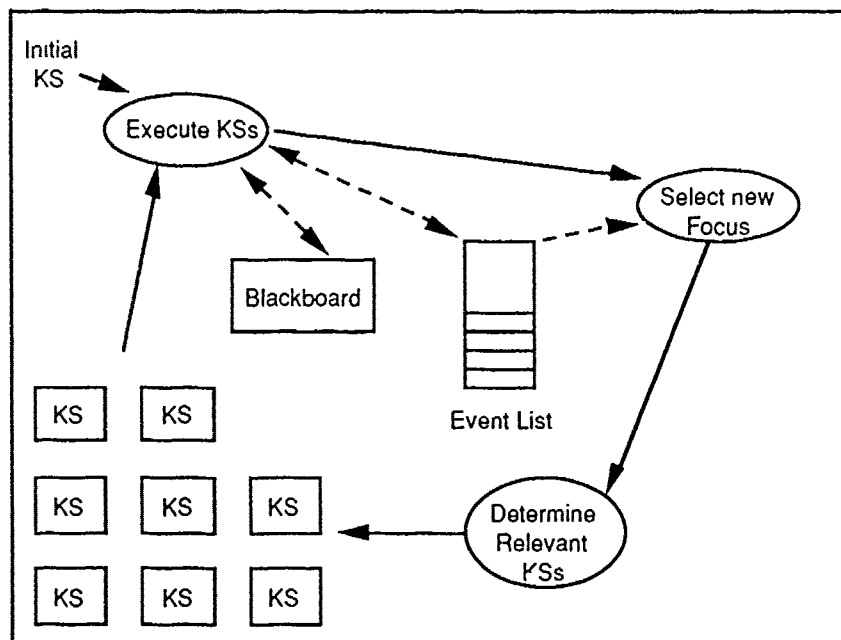 Initial
KS
Execute KSs
Select new
Focus
Blackboard
Event List
KS KS
KS KS KS
KS KS KS
Determine
Relevant
KSs